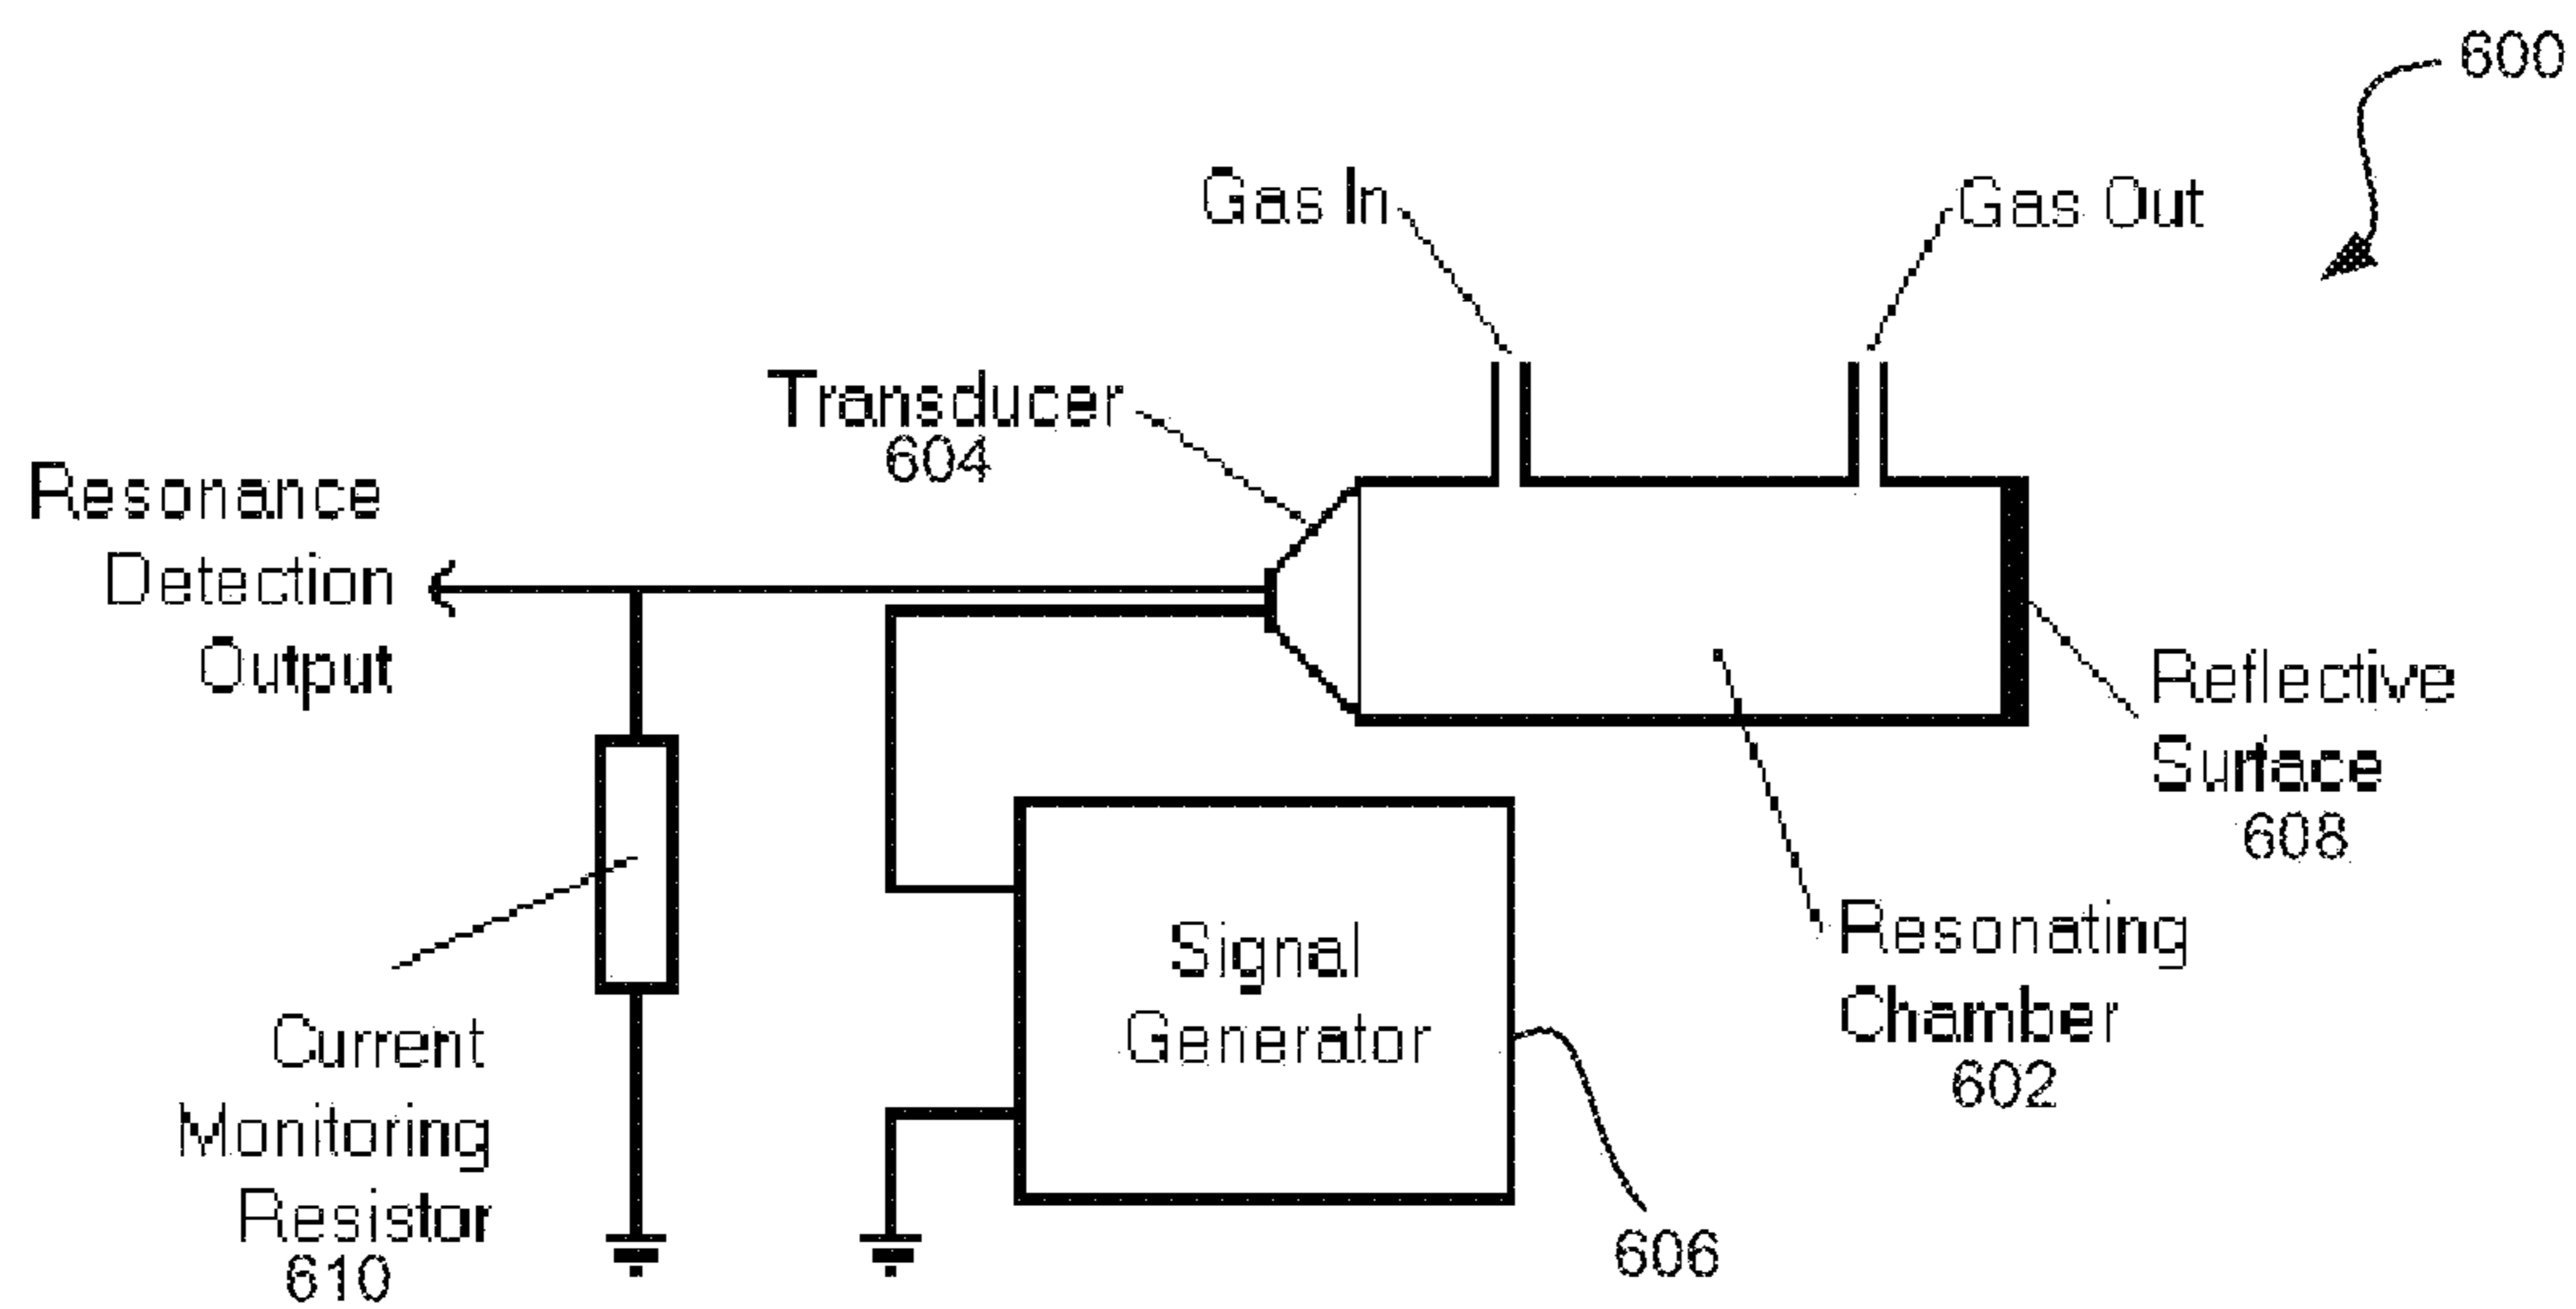 600
Gas In
Gas Out
Transducer
604
Resonance
Detection
Output
Reflective
Surface
608
Resonating
Chamber
602
Signal
Generator
606
Current
Monitoring
Resistor
610